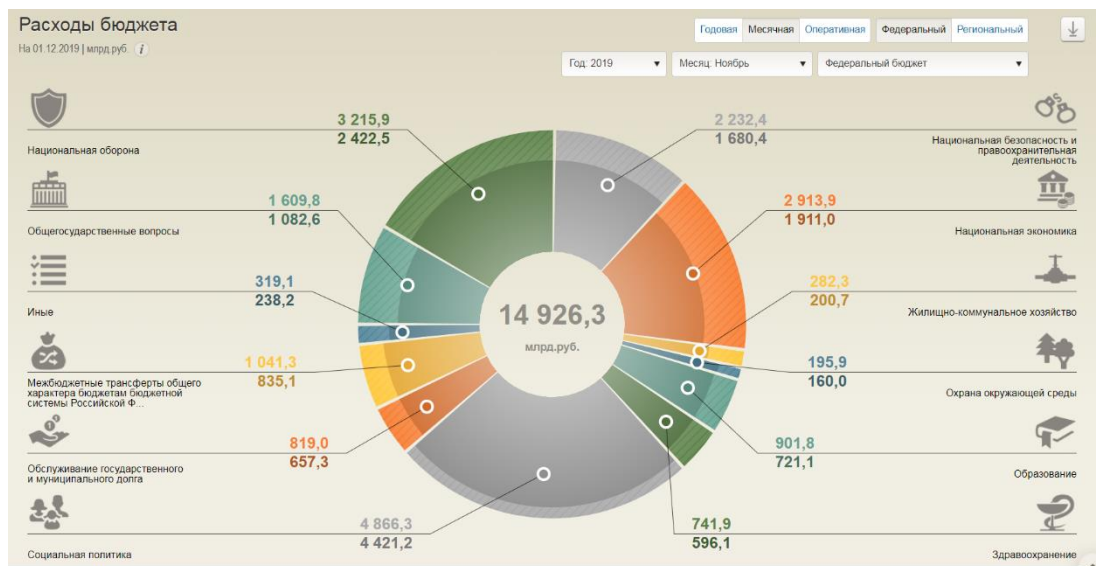 Расходы бюджета
На 01.12.2019 | млрд.руб. i
Годовая Месячная Оперативная Федеральный Региональный
Год: 2019 Месяц: Ноябрь Федеральный бюджет
3 215,9
2 422,5
Национальная оборона
1 609,8
1 082,6
Общегосударственные вопросы
319,1
238,2
Иные
1 041,3
835,1
Межбюджетные трансферты общего
характера бюджетам бюджетной
системы Российской Ф...
819,0
657,3
Обслуживание государственного
и муниципального долга
4 866,3
4 421,2
Социальная политика
14 926,3
млрд.руб.
2 232,4
1 680,4
Национальная безопасность и
правоохранительная
деятельность
2 913,9
1 911,0
Национальная экономика
282,3
200,7
Жилищно-коммунальное хозяйство
195,9
160,0
Охрана окружающей среды
901,8
721,1
Образование
741,9
596,1
Здравоохранение